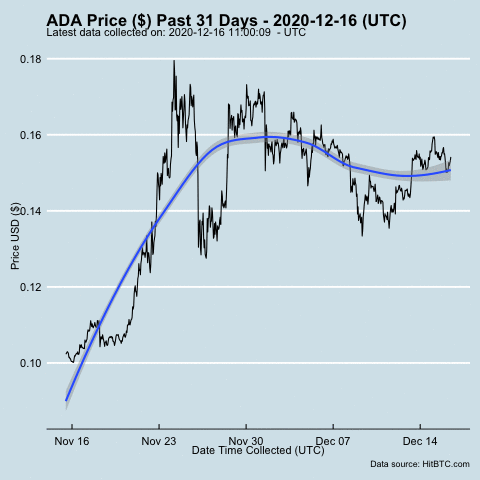 ADA Price ($) Past 31 Days - 2020-12-16 (UTC)
Latest data collected on: 2020-12-16 11:00:09 - UTC
0.18
0.16
0.14
0.12
0.10
Price USD ($)
Nov 16
Nov 23
Nov 30
Dec 07
Dec 14
Date Time Collected (UTC)
Data source: HitBTC.com